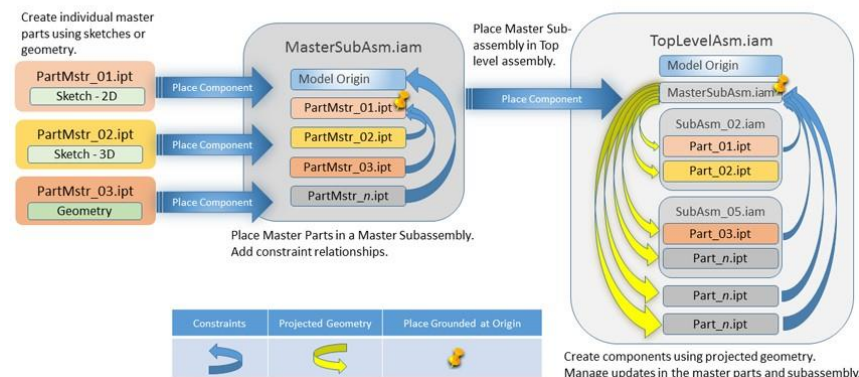 Create individual master
parts using sketches or
geometry.
PartMstr_01.ipt
Sketch - 2D
PartMstr_02.ipt
Sketch - 3D
PartMstr_03.ipt
Geometry
Place Component
Place Component
Place Component
MasterSubAsm.iam
Model Origin
PartMstr_01.ipt
PartMstr_02.ipt
PartMstr_03.ipt
PartMstr_n.ipt
Place Master Parts in a Master Subassembly.
Add constraint relationships.
Place Master Sub-
assembly in Top
level assembly.
Place Component
TopLevelAsm.iam
Model Origin
MasterSubAsm.iam
SubAsm_02.iam
Part_01.ipt
Part_02.ipt
SubAsm_05.iam
Part_03.ipt
Part_n.ipt
Part_n.ipt
Part_n.ipt
Create components using projected geometry.
Manage updates in the master parts and subassembly.
Constraints Projected Geometry Place Grounded at Origin